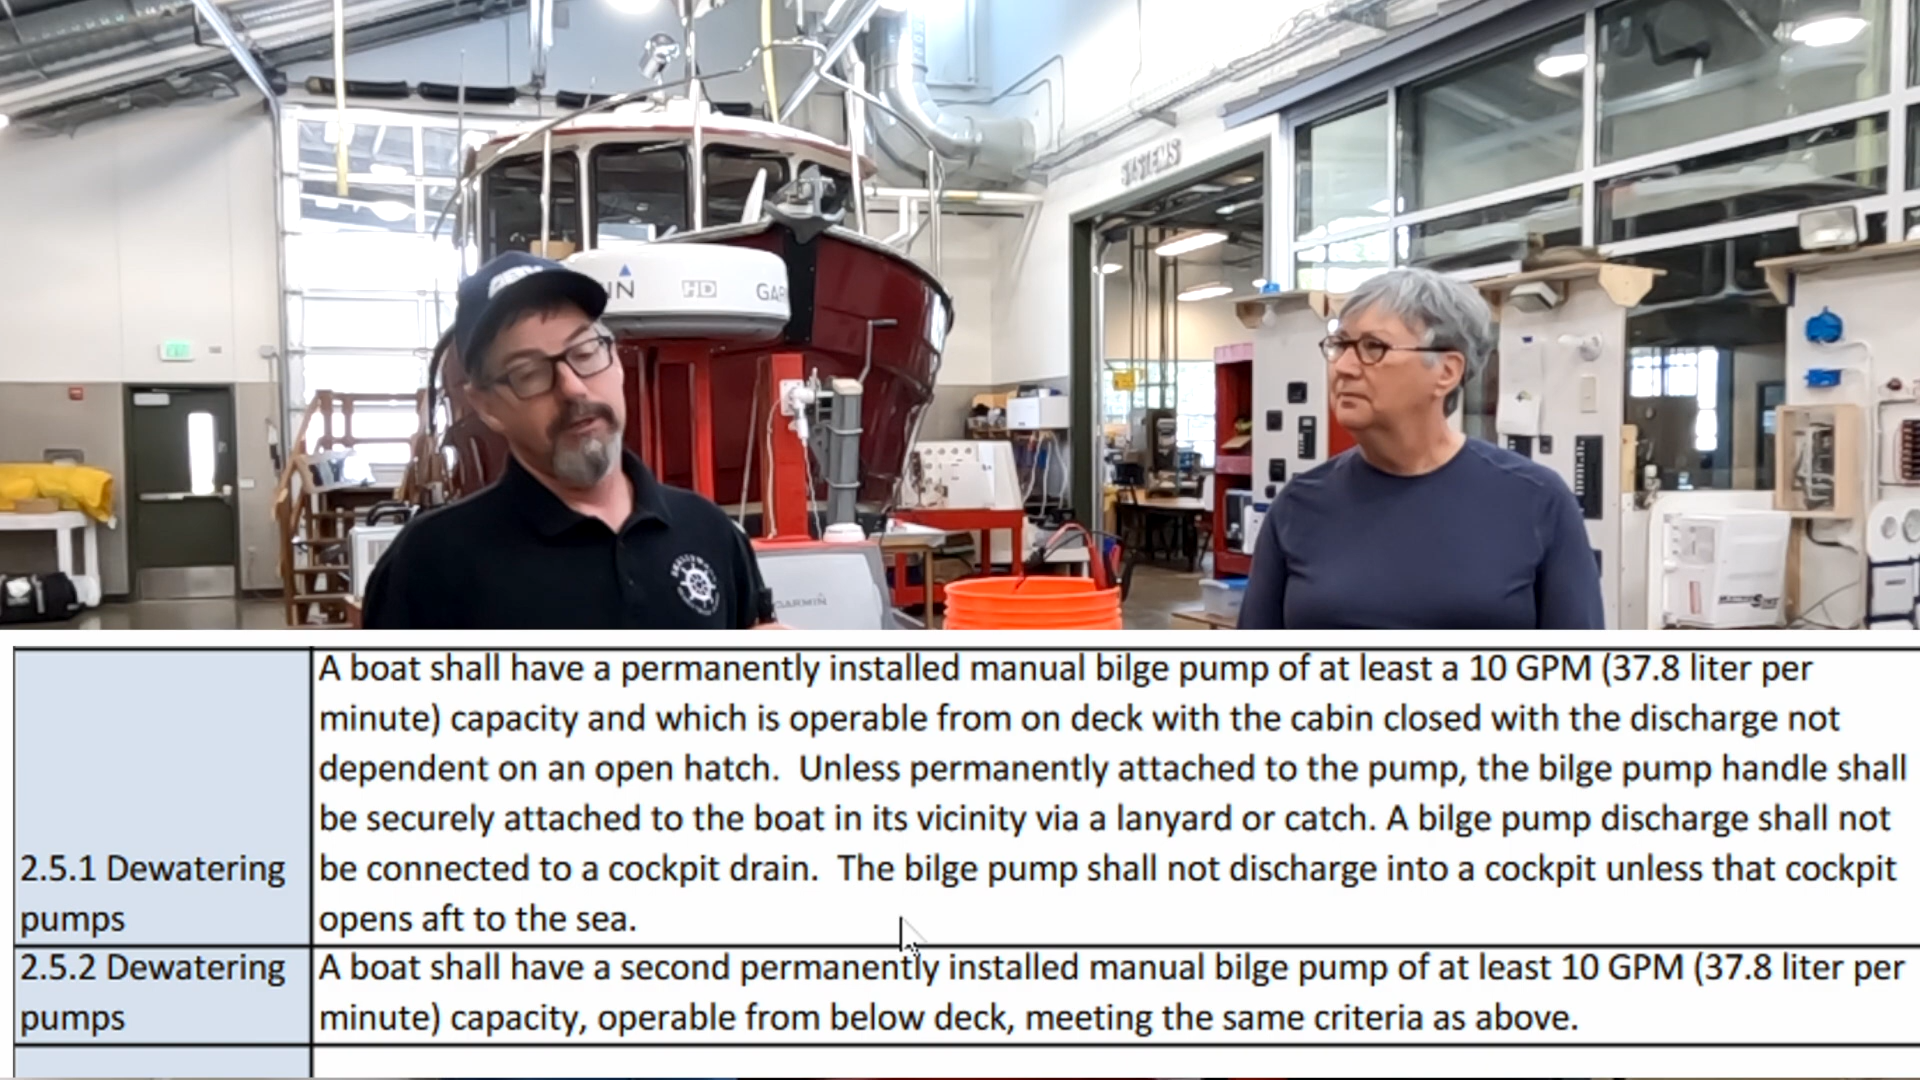 SYSTEMS
HD
GARMIN
A boat shall have a permanently installed manual bilge pump of at least a 10 GPM (37.8 liter per
minute) capacity and which is operable from on deck with the cabin closed with the discharge not
dependent on an open hatch.  Unless permanently attached to the pump, the bilge pump handle shall
be securely attached to the boat in its vicinity via a lanyard or catch. A bilge pump discharge shall not
2.5.1 Dewatering be connected to a cockpit drain.  The bilge pump shall not discharge into a cockpit unless that cockpit
pumps opens aft to the sea.
2.5.2 Dewatering A boat shall have a second permanently installed manual bilge pump of at least 10 GPM (37.8 liter per
pumps minute) capacity, operable from below deck, meeting the same criteria as above.